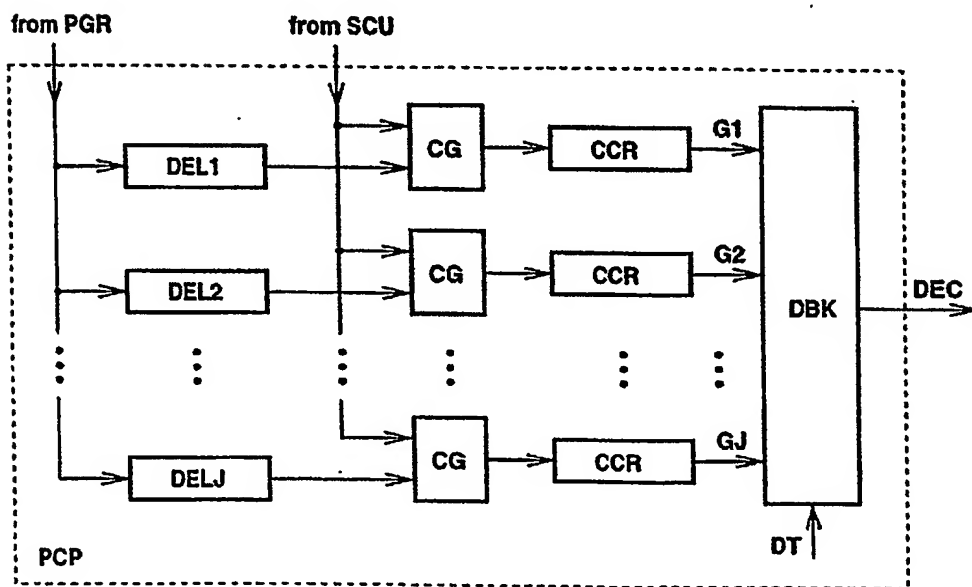 from PGR
from SCU
DEL1
CG
CCR
G1
DEL2
CG
CCR
G2
DBK
DEC
DELJ
CG
CCR
GJ
DT
PCP